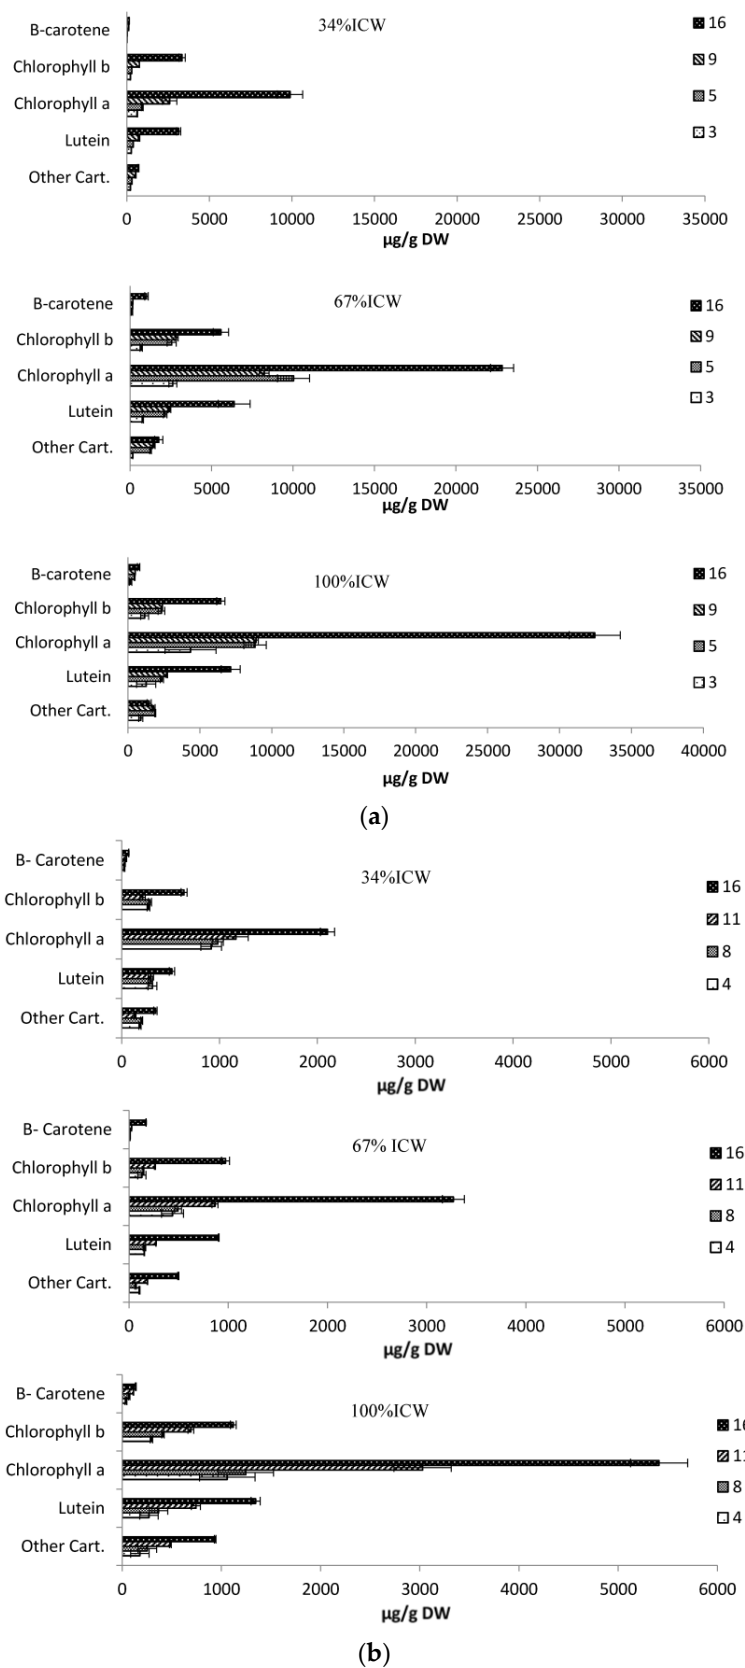 34%ICW
B-carotene
Chlorophyll b
Chlorophyll a
Lutein
Other Cart.
16
9
5
3
0 5000 10000 15000 20000 25000 30000 35000
µg/g DW
67%ICW
B-carotene
Chlorophyll b
Chlorophyll a
Lutein
Other Cart.
16
9
5
3
0 5000 10000 15000 20000 25000 30000 35000
µg/g DW
100%ICW
B-carotene
Chlorophyll b
Chlorophyll a
Lutein
Other Cart.
16
9
5
3
0 5000 10000 15000 20000 25000 30000 35000 40000
µg/g DW
(a)
34%ICW
B- Carotene
Chlorophyll b
Chlorophyll a
Lutein
Other Cart.
16
11
8
4
0 1000 2000 3000 4000 5000 6000
µg/g DW
67% ICW
B- Carotene
Chlorophyll b
Chlorophyll a
Lutein
Other Cart.
16
11
8
4
0 1000 2000 3000 4000 5000 6000
µg/g DW
100%ICW
B- Carotene
Chlorophyll b
Chlorophyll a
Lutein
Other Cart.
16
11
8
4
0 1000 2000 3000 4000 5000 6000
µg/g DW
(b)